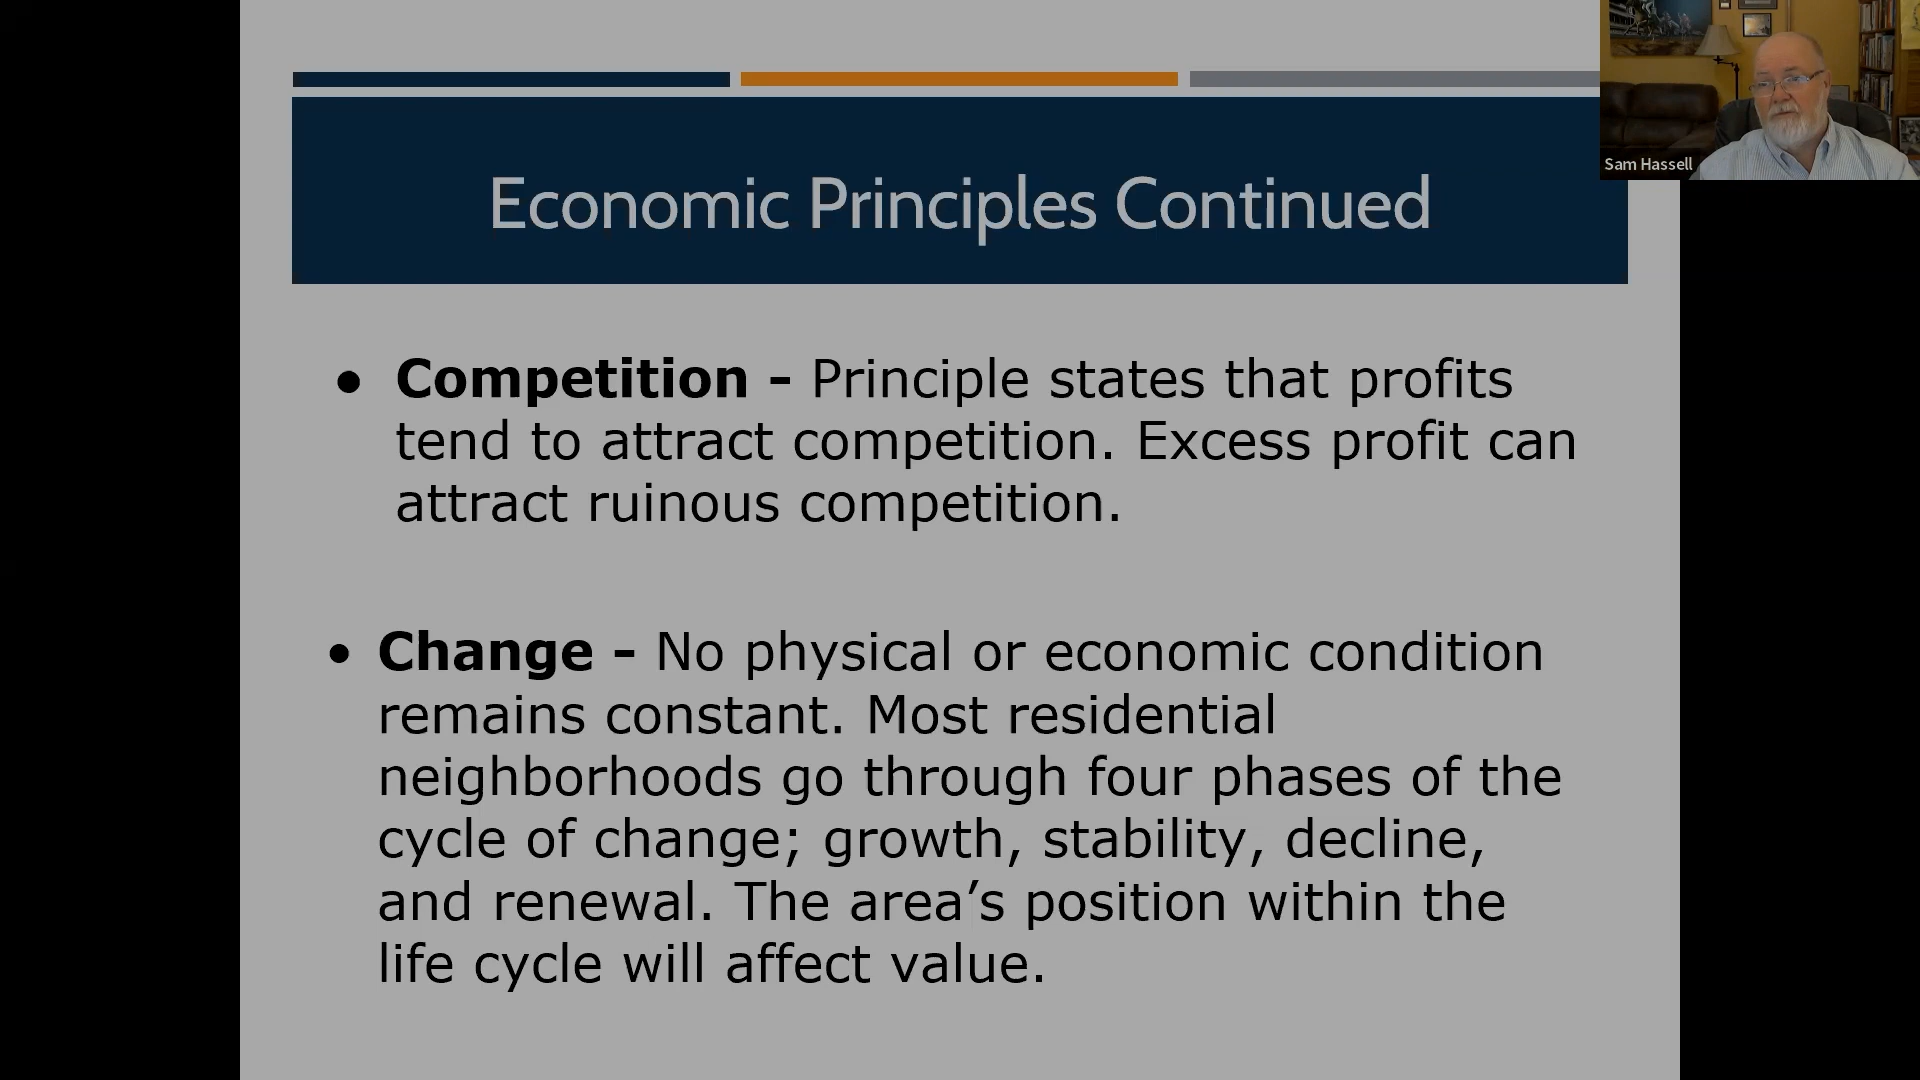 Economic Principles Continued
Sam Hassell
● Competition - Principle states that profits
tend to attract competition. Excess profit can
attract ruinous competition.
• Change - No physical or economic condition
remains constant. Most residential
neighborhoods go through four phases of the
cycle of change; growth, stability, decline,
and renewal. The area’s position within the
life cycle will affect value.